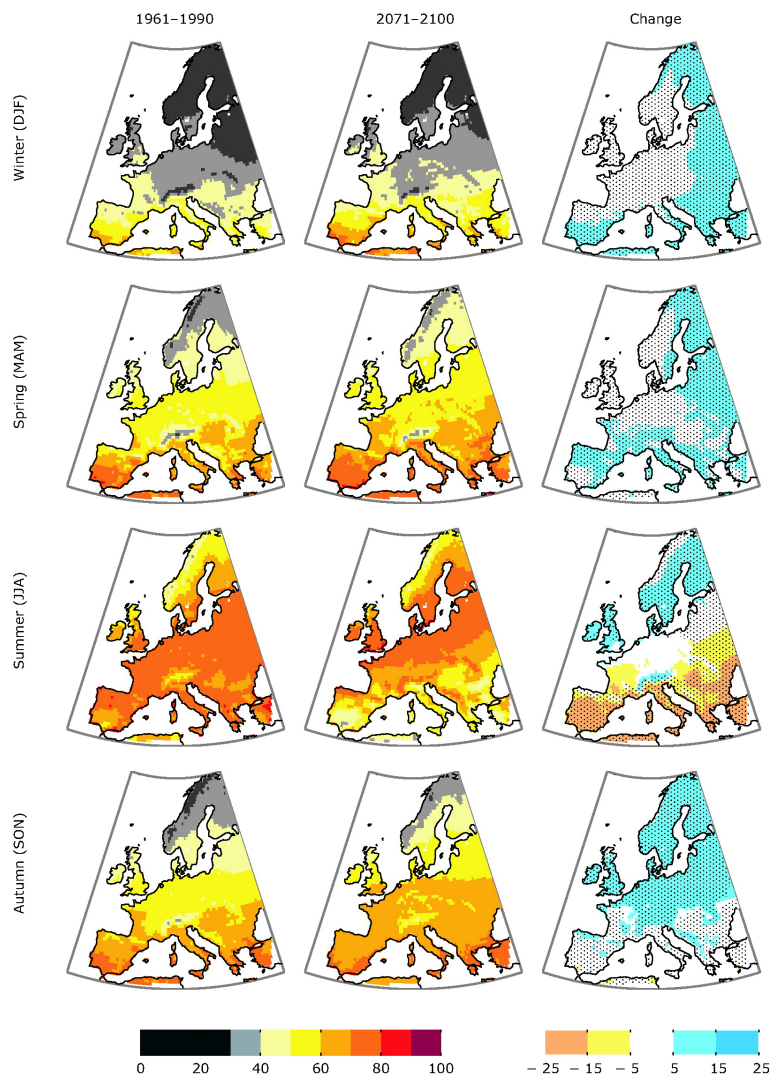 1961–1990 2071–2100 Change
Winter (DJF)
Spring (MAM)
Summer (JJA)
Autumn (SON)
0 20 40 60 80 100 – 25 – 15 – 5 5 15 25